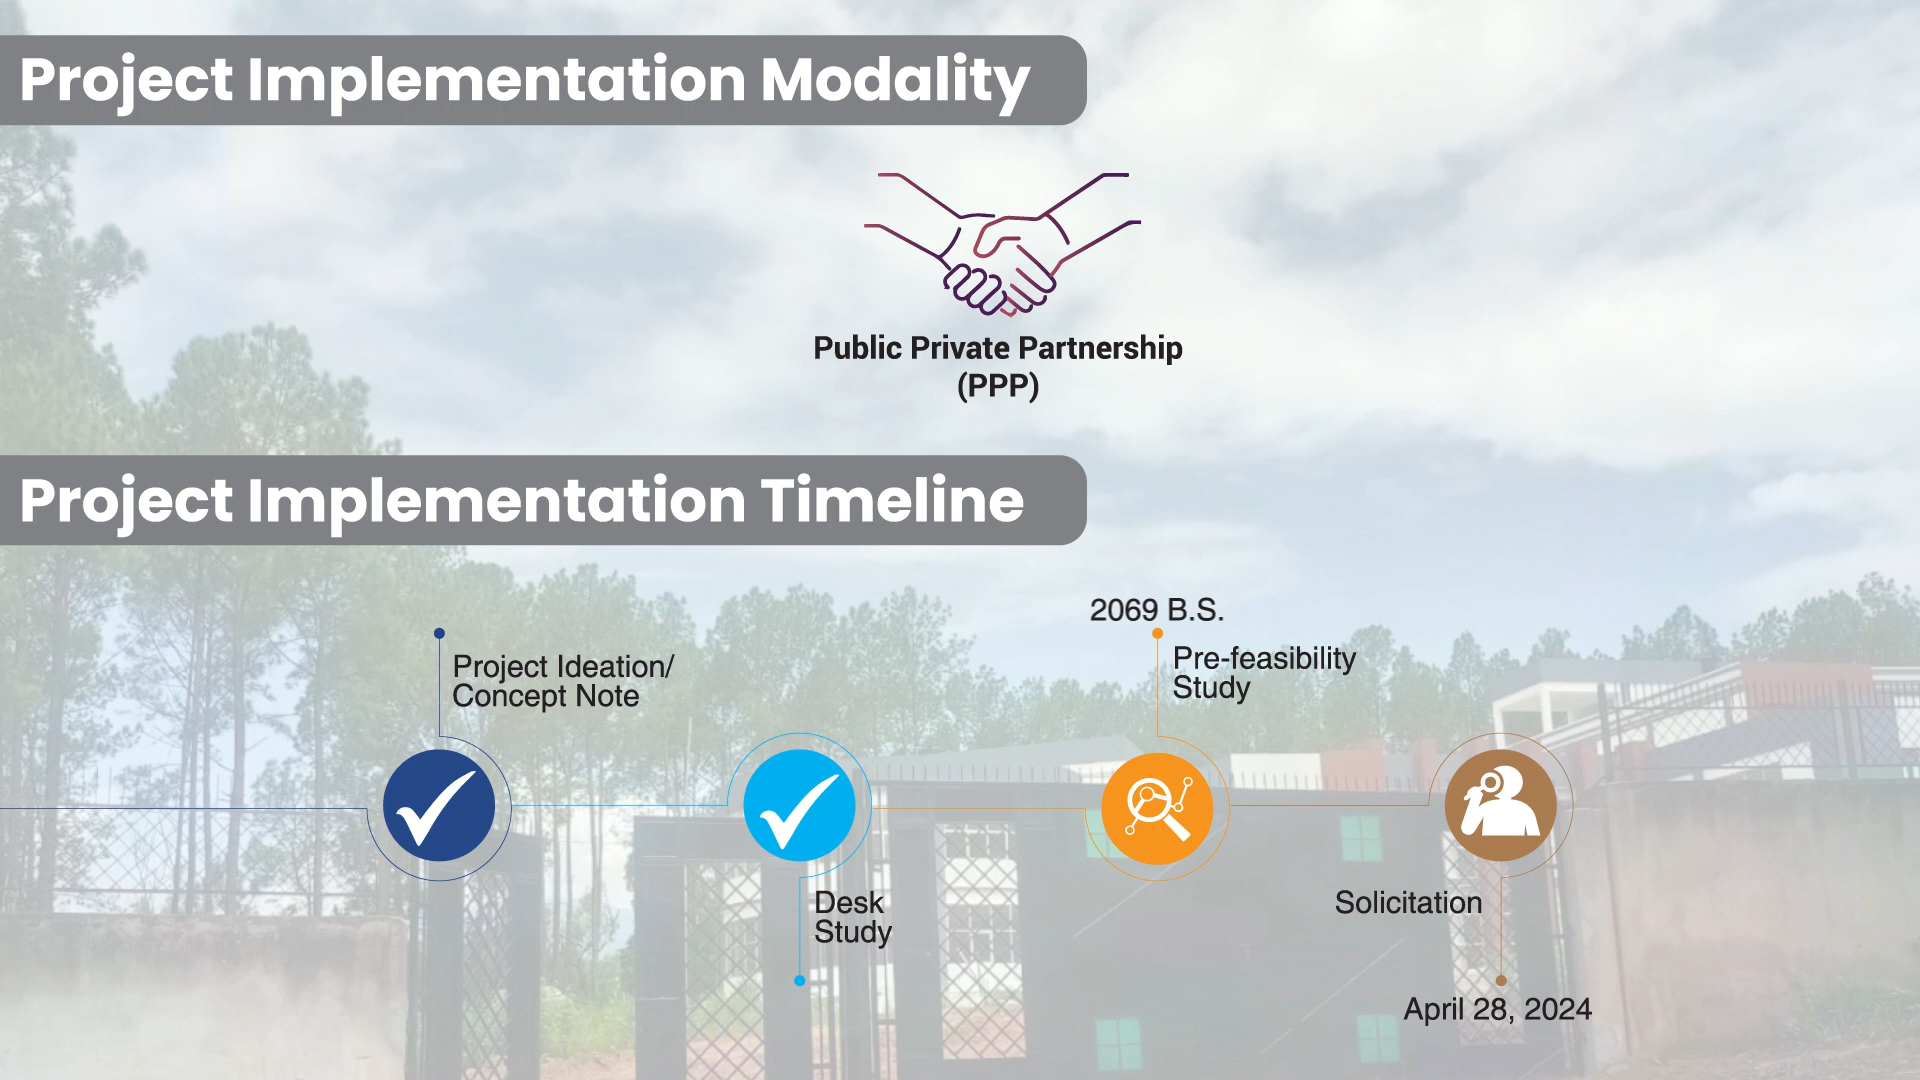 Project Implementation Modality
Public Private Partnership
(PPP)
Project Implementation Timeline
Project Ideation/
Concept Note
Desk
Study
2069 B.S.
Pre-feasibility
Study
Solicitation
April 28, 2024